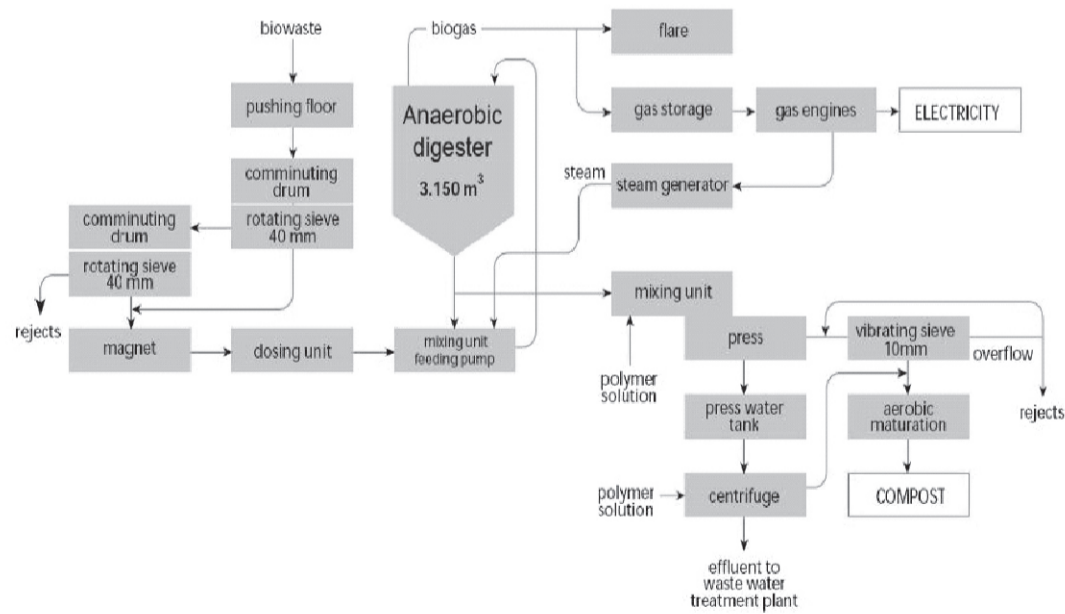 biowaste
pushing floor
comminuting
drum
rotating sieve
40 mm
comminuting
drum
rotating sieve
40 mm
rejects
magnet
dosing unit
mixing unit
feeding pump
biogas
Anaerobic
digester
3.150 m³
flare
gas storage
gas engines
ELECTRICITY
steam
steam generator
mixing unit
polymer
solution
press
vibrating sieve
10mm
overflow
rejects
press water
tank
aerobic
maturation
polymer
solution
centrifuge
COMPOST
effluent to
waste water
treatment plant